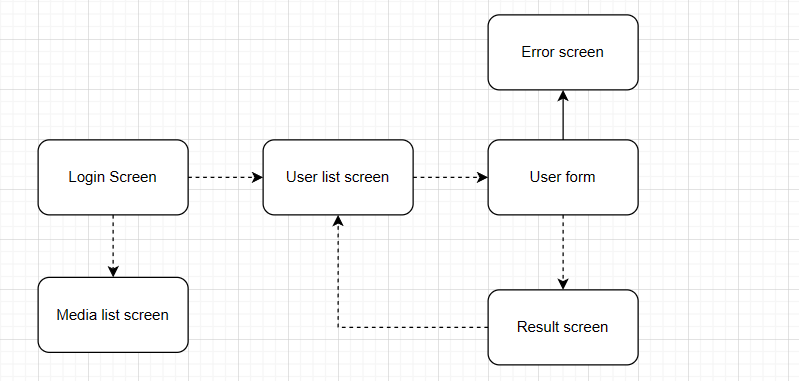 Error screen
Login Screen
User list screen
User form
Media list screen
Result screen